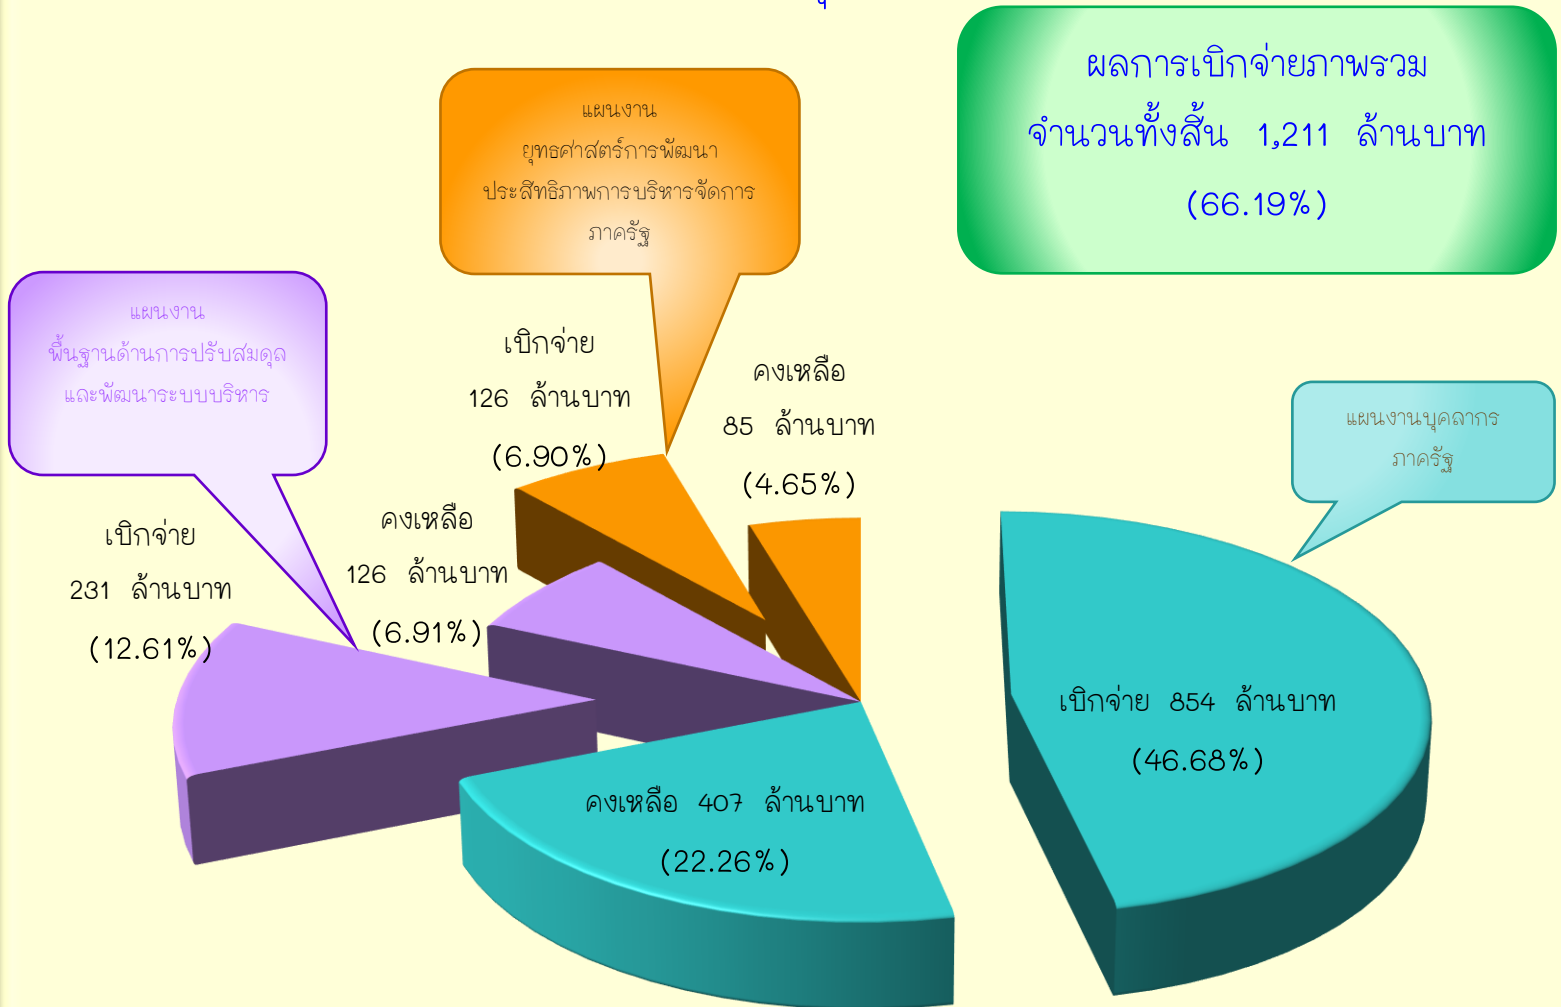 ผลการเบิกจ่ายภาพรวม
จำนวนทั้งสิ้น 1,211 ล้านบาท
(66.19%)
แผนงาน
ยุทธศาสตร์การพัฒนา
ประสิทธิภาพการบริหารจัดการ
ภาครัฐ
แผนงาน
พื้นฐานด้านการปรับสมดุล
และพัฒนาระบบบริหาร
เบิกจ่าย
126 ล้านบาท
(6.90%)
คงเหลือ
85 ล้านบาท
(4.65%)
แผนงานบุคลากร
ภาครัฐ
เบิกจ่าย
231 ล้านบาท
(12.61%)
คงเหลือ
126 ล้านบาท
(6.91%)
เบิกจ่าย 854 ล้านบาท
(46.68%)
คงเหลือ 407 ล้านบาท
(22.26%)